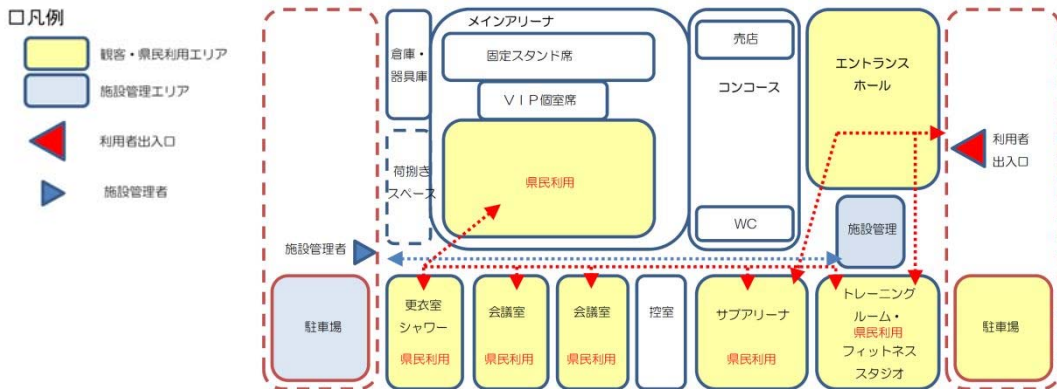 □凡例
観客・県民利用エリア
施設管理エリア
利用者出入口
施設管理者
倉庫・
器具庫
荷捌き
スペース
施設管理者
駐車場
メインアリーナ
固定スタンド席
ＶＩＰ個室席
県民利用
売店
コンコース
WC
エントランス
ホール
施設管理
利用者
出入口
更衣室
シャワー
県民利用
会議室
県民利用
会議室
県民利用
控室
サブアリーナ
県民利用
トレーニング
ルーム・
県民利用
フィットネス
スタジオ
駐車場